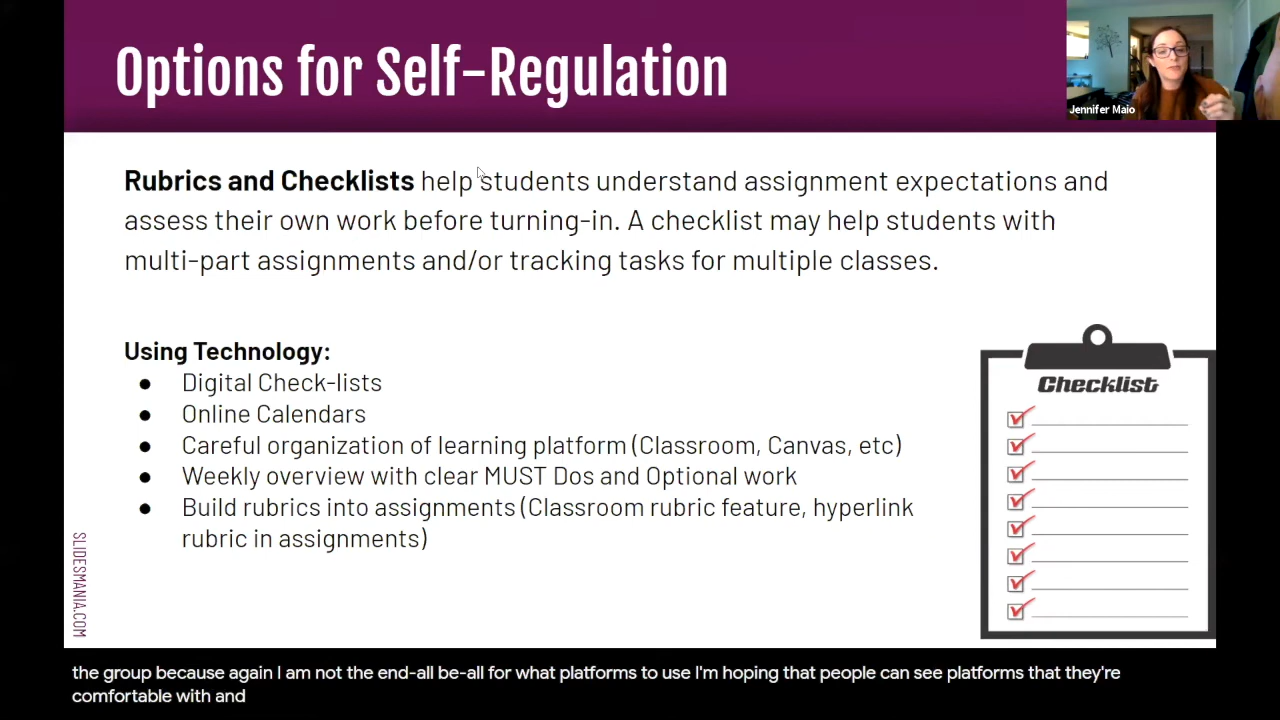 Options for Self-Regulation
Jennifer Maio
Rubrics and Checklists help students understand assignment expectations and
assess their own work before turning-in. A checklist may help students with
multi-part assignments and/or tracking tasks for multiple classes.
Using Technology:
● Digital Check-lists
● Online Calendars
● Careful organization of learning platform (Classroom, Canvas, etc)
● Weekly overview with clear MUST Dos and Optional work
● Build rubrics into assignments (Classroom rubric feature, hyperlink
rubric in assignments)
Checklist
SLIDESMANIA.COM
the group because again I am not the end-all be-all for what platforms to use I'm hoping that people can see platforms that they're
comfortable with and